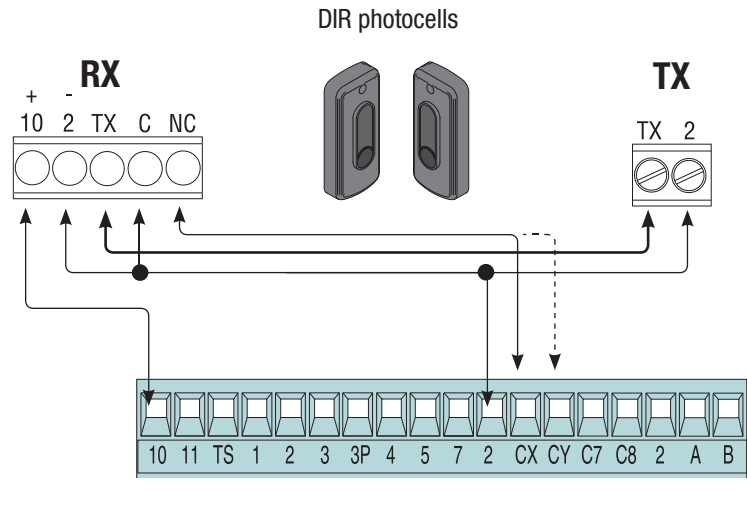 DIR photocells
RX
TX
+ -
10 2 TX C NC
TX 2
10 11 TS 1 2 3 3P 4 5 7 2 CX CY C7 C8 2 A B